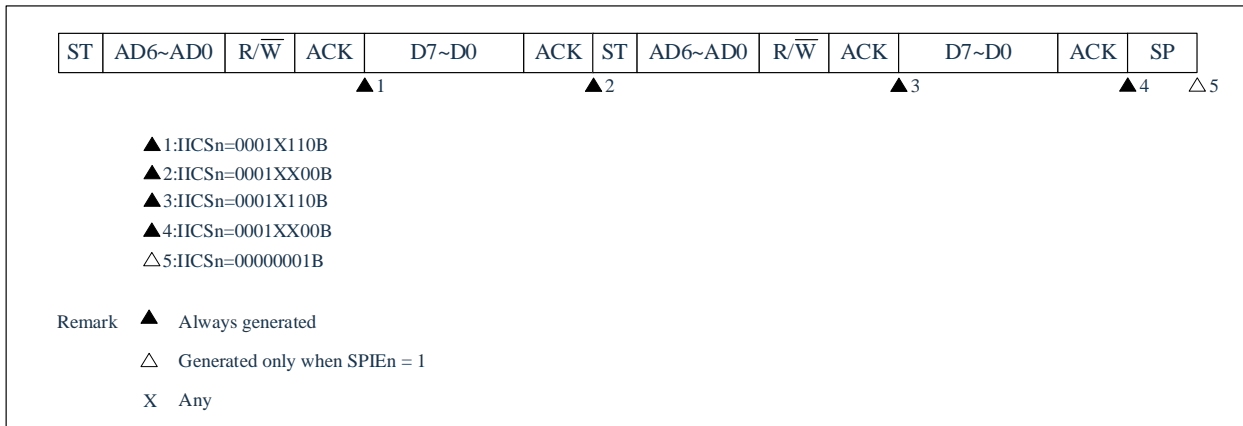 ST AD6~AD0 R/W̅ ACK D7~D0 ACK ST AD6~AD0 R/W̅ ACK D7~D0 ACK SP
▲1 ▲2 ▲3 ▲4 △5
▲1:IICSn=0001X110B
▲2:IICSn=0001XX00B
▲3:IICSn=0001X110B
▲4:IICSn=0001XX00B
△5:IICSn=00000001B
Remark ▲ Always generated
△ Generated only when SPIEn = 1
X Any